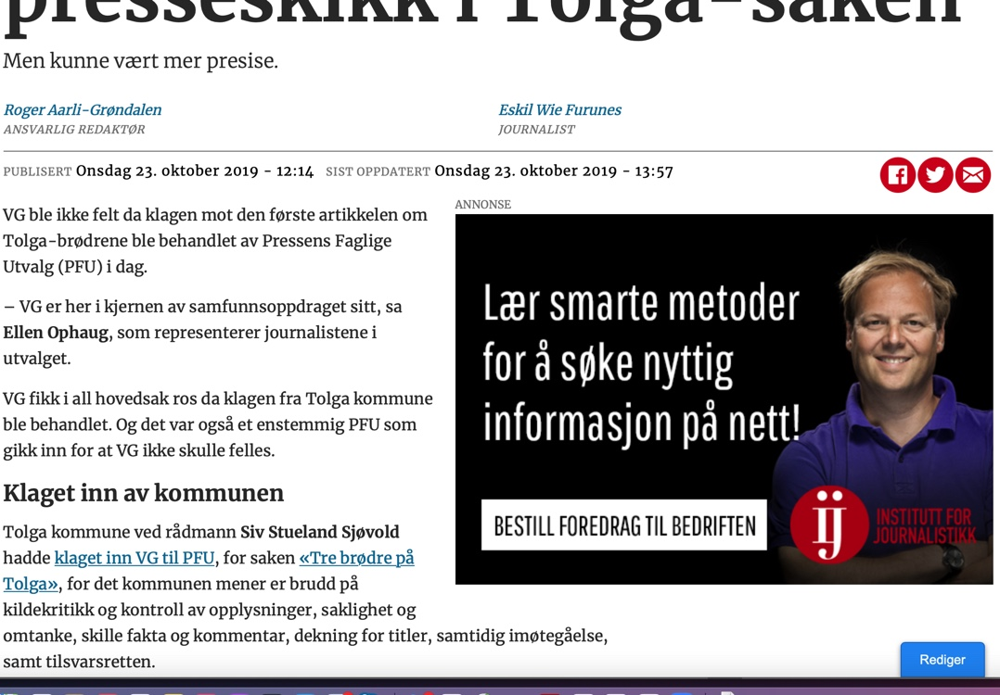 presseskikk i Tolga-saken
Men kunne vært mer presise.
Roger Aarli-Grøndalen
ANSVARLIG REDAKTØR
Eskil Wie Furunes
JOURNALIST
PUBLISERT Onsdag 23. oktober 2019 - 12:14 SIST OPPDATERT Onsdag 23. oktober 2019 - 13:57
VG ble ikke felt da klagen mot den første artikkelen om
Tolga-brødrene ble behandlet av Pressens Faglige
Utvalg (PFU) i dag.
– VG er her i kjernen av samfunnsoppdraget sitt, sa
Ellen Ophaug, som representerer journalistene i
utvalget.
VG fikk i all hovedsak ros da klagen fra Tolga kommune
ble behandlet. Og det var også et enstemmig PFU som
gikk inn for at VG ikke skulle felles.
Klaget inn av kommunen
Tolga kommune ved rådmann Siv Stueland Sjøvold
hadde klaget inn VG til PFU, for saken «Tre brødre på
Tolga», for det kommunen mener er brudd på
kildekritikk og kontroll av opplysninger, saklighet og
omtanke, skille fakta og kommentar, dekning for titler, samtidig imøtegåelse,
samt tilsvarsretten.
ANNONSE
Lær smarte metoder
for å søke nyttig
informasjon på nett!
BESTILL FOREDRAG TIL BEDRIFTEN
ij
INSTITUTT FOR
JOURNALISTIKK
Rediger